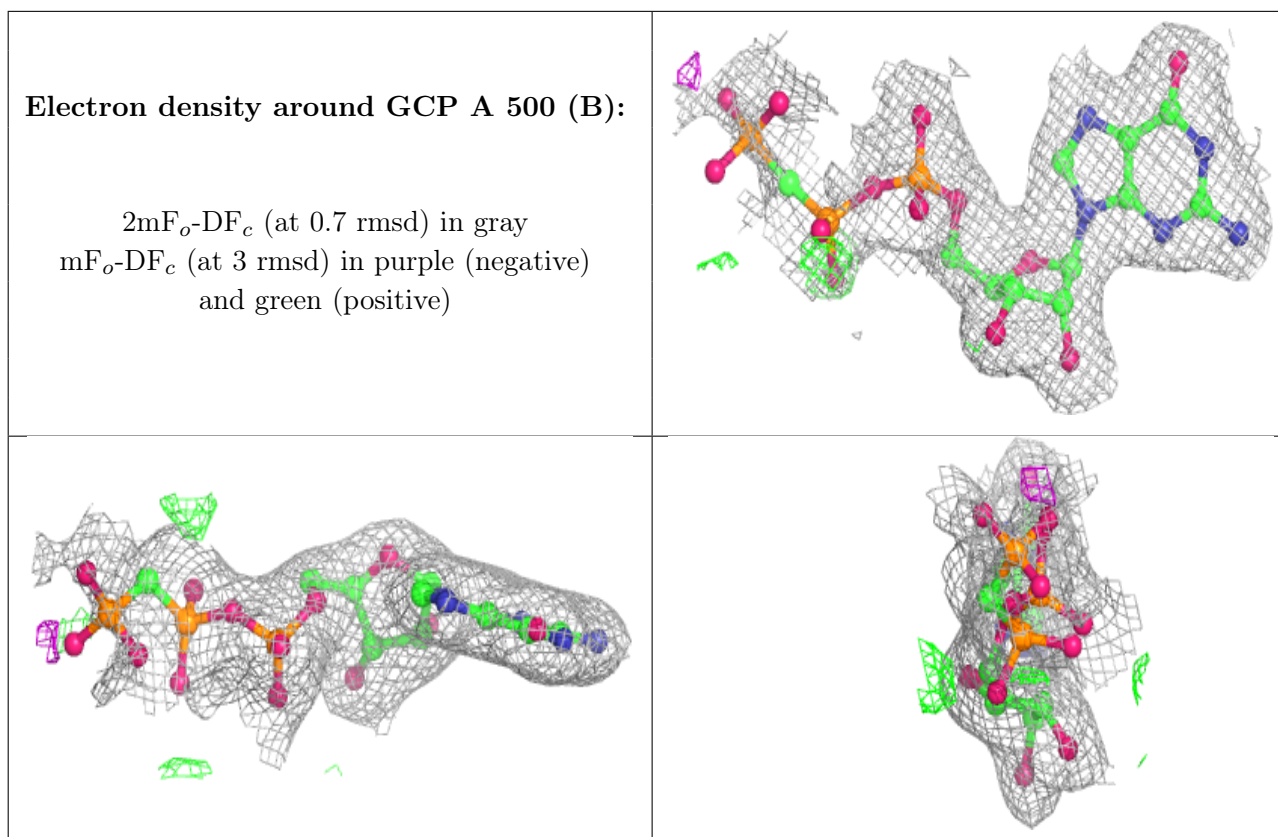 Electron density around GCP A 500 (B):
2mFo-DFc (at 0.7 rmsd) in gray
mFo-DFc (at 3 rmsd) in purple (negative)
and green (positive)